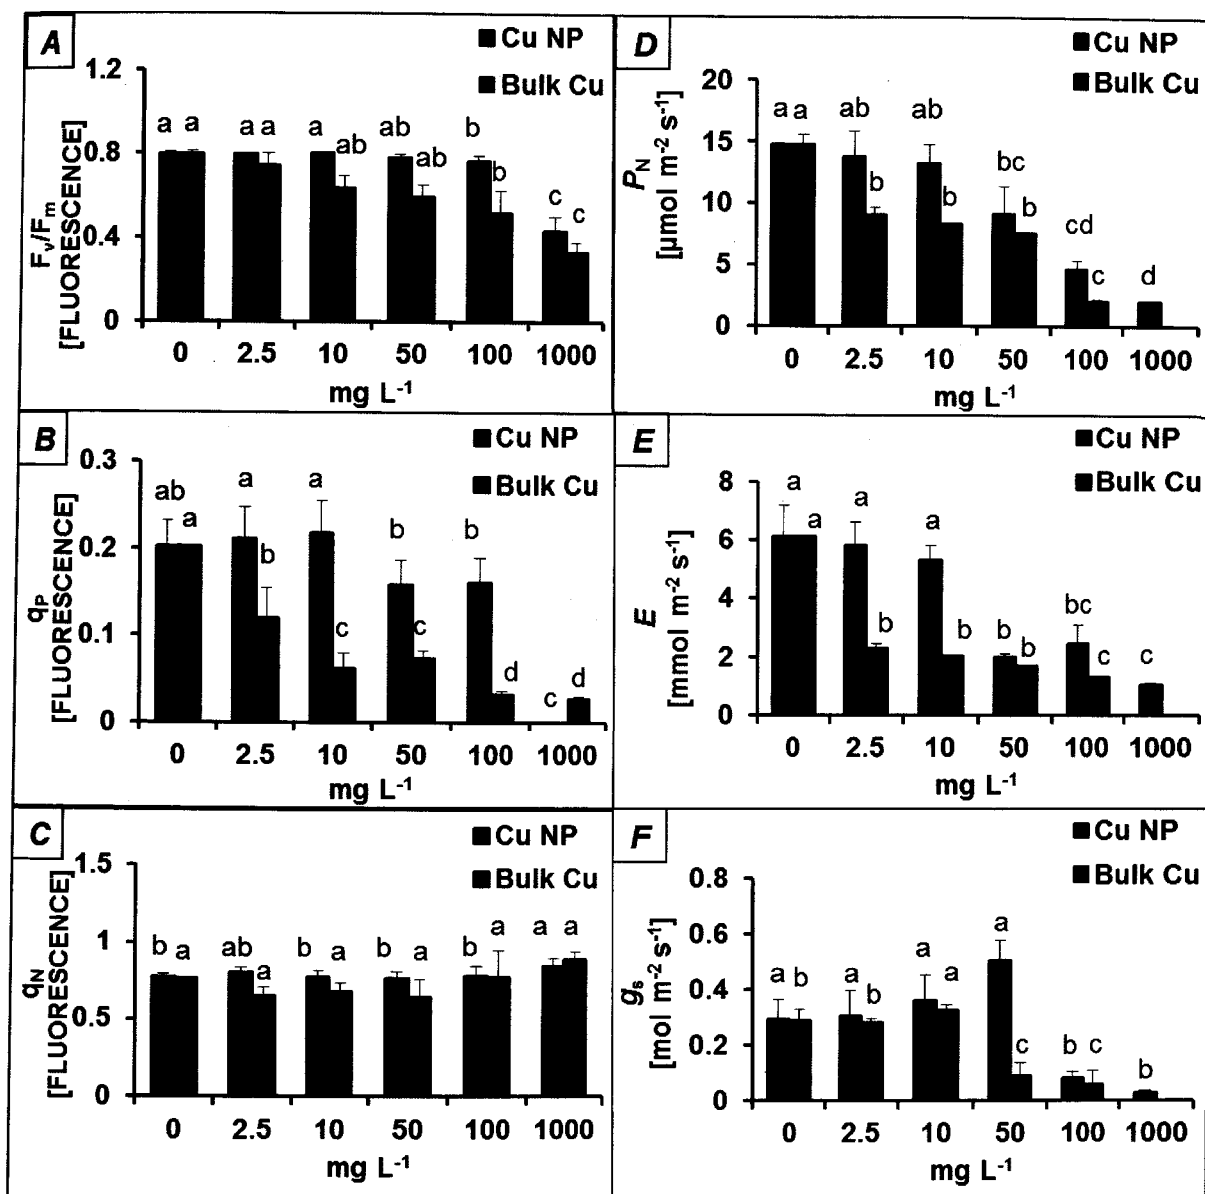 A
Cu NP
Bulk Cu
1.2
0.8
0.4
0
Fv/Fm
[FLUORESCENCE]
a a a a a ab ab ab b b c c
0 2.5 10 50 100 1000
mg L-1
D
Cu NP
Bulk Cu
20
15
10
5
0
PN
[µmol m-2 s-1]
a a ab b ab b bc b cd c d
0 2.5 10 50 100 1000
mg L-1
B
Cu NP
Bulk Cu
0.3
0.2
0.1
0
qP
[FLUORESCENCE]
ab a a b a c b c b d c d
0 2.5 10 50 100 1000
mg L-1
E
Cu NP
Bulk Cu
8
6
4
2
0
E
[mmol m-2 s-1]
a a a b a b b b bc c c
0 2.5 10 50 100 1000
mg L-1
C
Cu NP
Bulk Cu
1.5
1
0.5
0
qN
[FLUORESCENCE]
b a ab a b a b a b a a a
0 2.5 10 50 100 1000
mg L-1
F
Cu NP
Bulk Cu
0.8
0.6
0.4
0.2
0
gs
[mol m-2 s-1]
a b a b a a a c b c b
0 2.5 10 50 100 1000
mg L-1